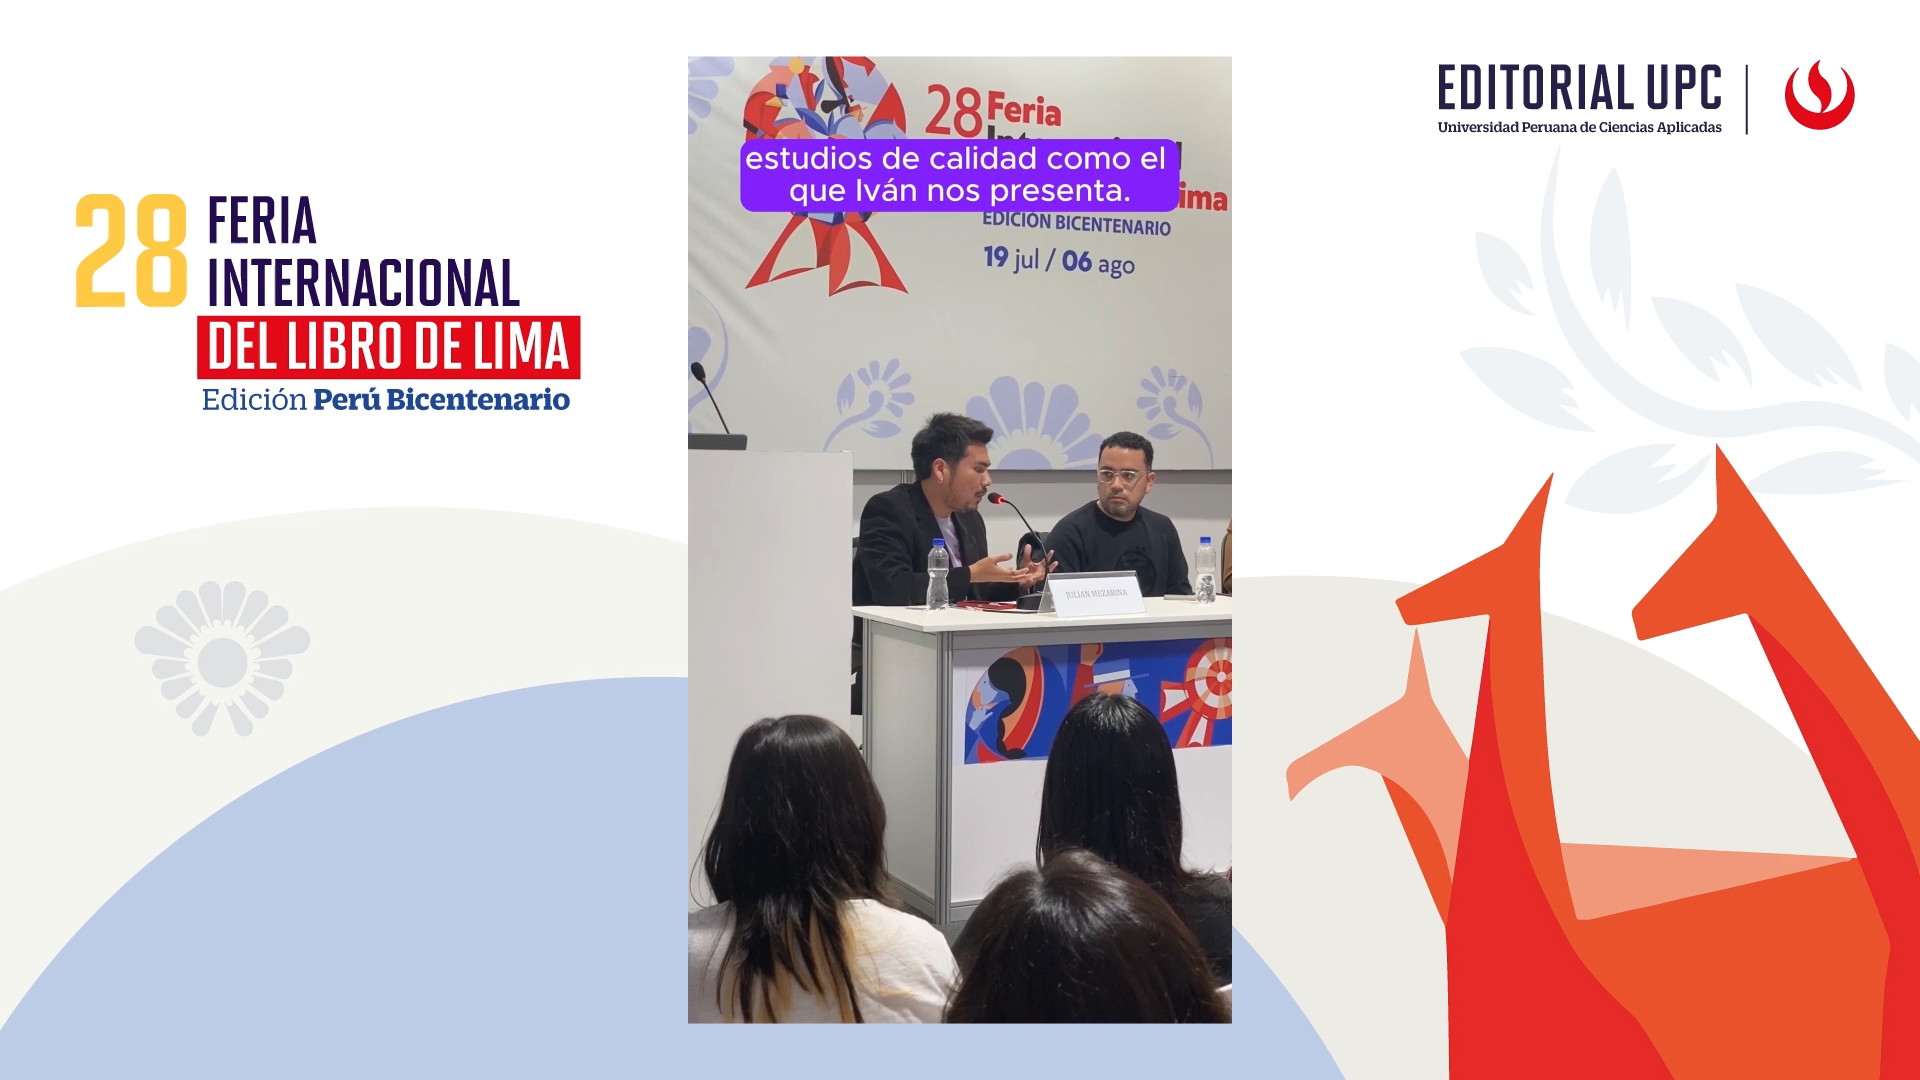 28
FERIA
INTERNACIONAL
DEL LIBRO DE LIMA
Edición Perú Bicentenario
28 Feria
estudios de calidad como el
que Iván nos presenta.
EDICIÓN BICENTENARIO
19 jul / 06 ago
JULIAN MEZARINA
EDITORIAL UPC
Universidad Peruana de Ciencias Aplicadas